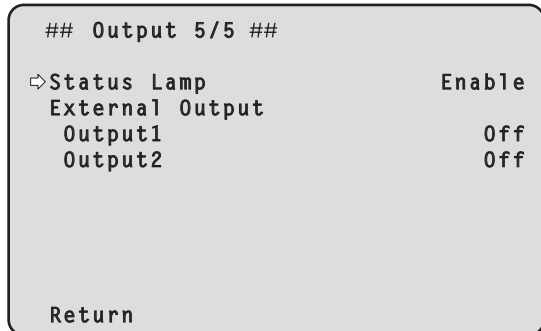 ## Output 5/5 ##
⇨Status Lamp Enable
External Output
Output1 Off
Output2 Off
Return